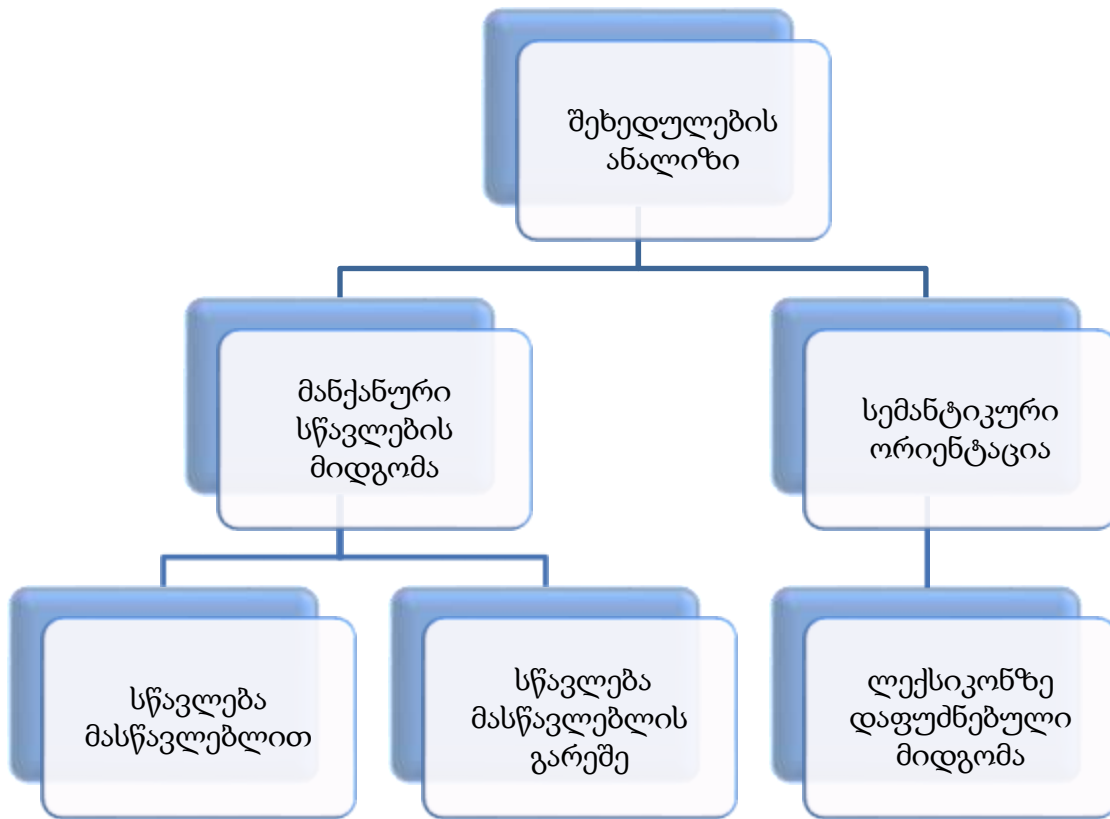 შეხედულების
ანალიზი
მანქანური
სწავლების
მიდგომა
სემანტიკური
ორიენტაცია
სწავლება
მასწავლებლით
სწავლება
მასწავლებლის
გარეშე
ლექსიკონზე
დაფუძნებული
მიდგომა